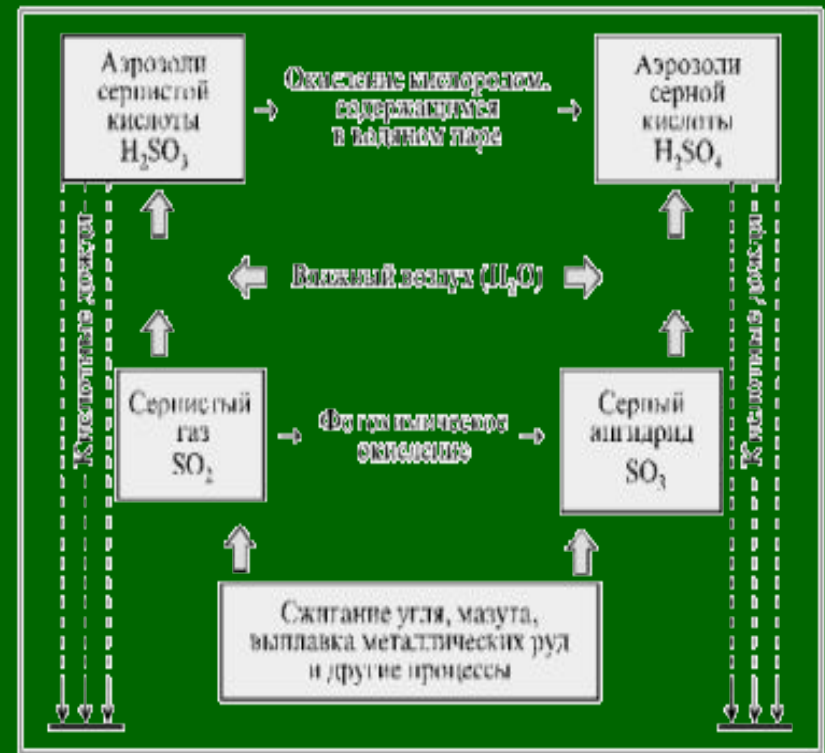 Аэрозоли
сернистой
кислоты
H₂SO₃
Окисление кислородом,
содержащимся
в водяном паре
Аэрозоли
серной
кислоты
H₂SO₄
Кислотные дожди
Влажный воздух (H₂O)
Кислотные дожди
Сернистый
газ
SO₂
Фотохимическое
окисление
Серный
ангидрид
SO₃
Сжигание угля, мазута,
выплавка металлических руд
и другие процессы